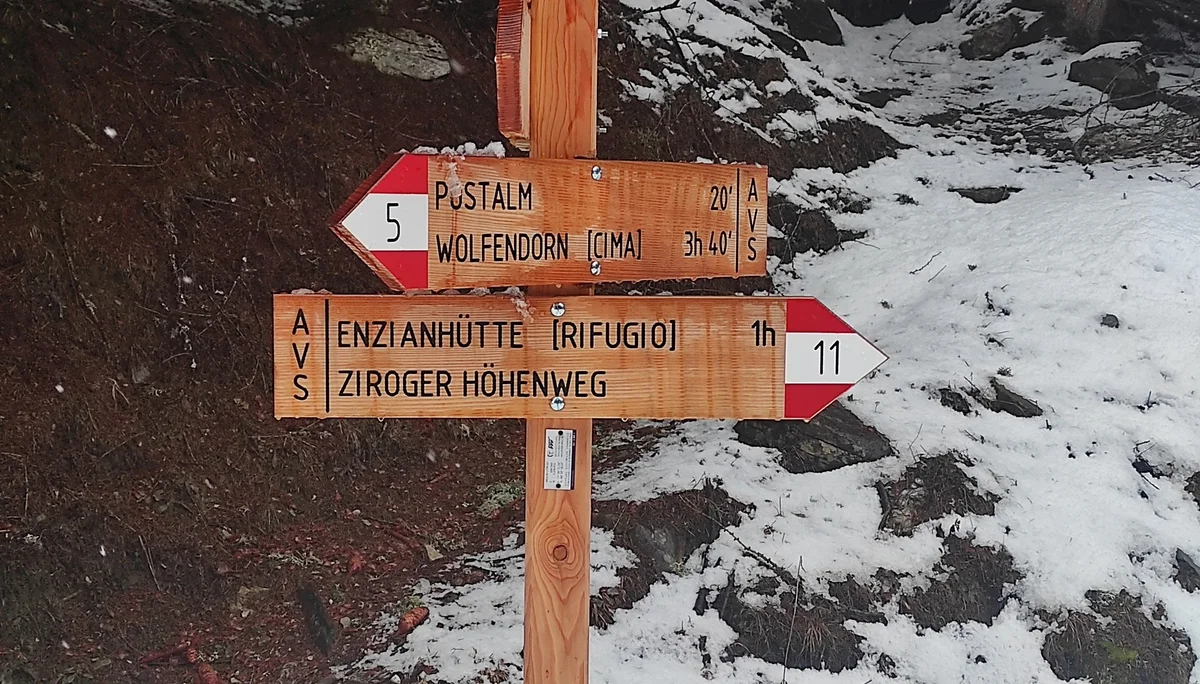 5
POSTALM 20'
WOLFENDORN [CIMA] 3h 40'
AVS
AVS
ENZIANHÜTTE [RIFUGIO] 1h
ZIROGER HÖHENWEG
11